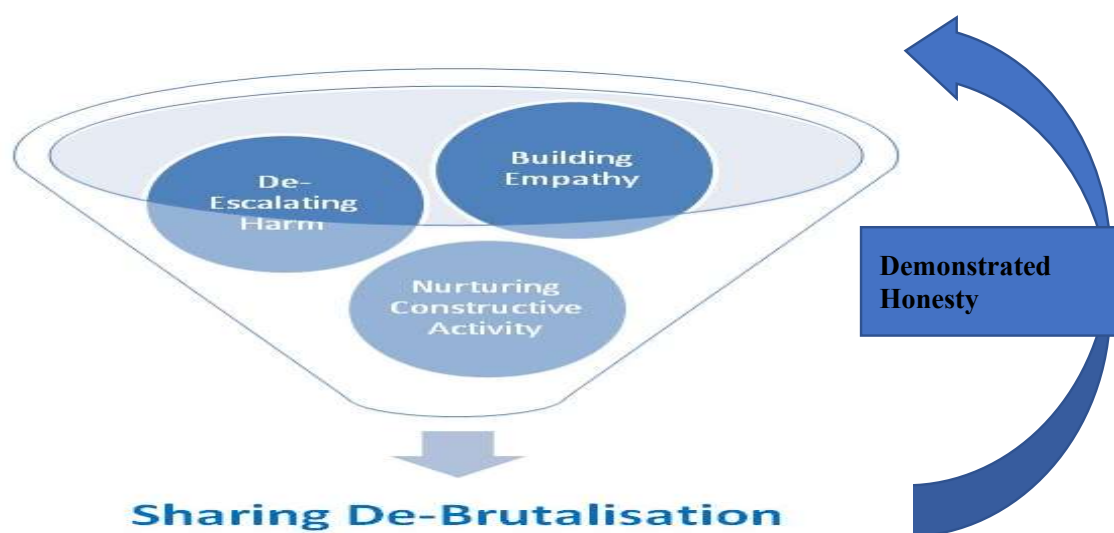 De-
Escalating
Harm
Building
Empathy
Nurturing
Constructive
Activity
Demonstrated
Honesty
Sharing De-Brutalisation